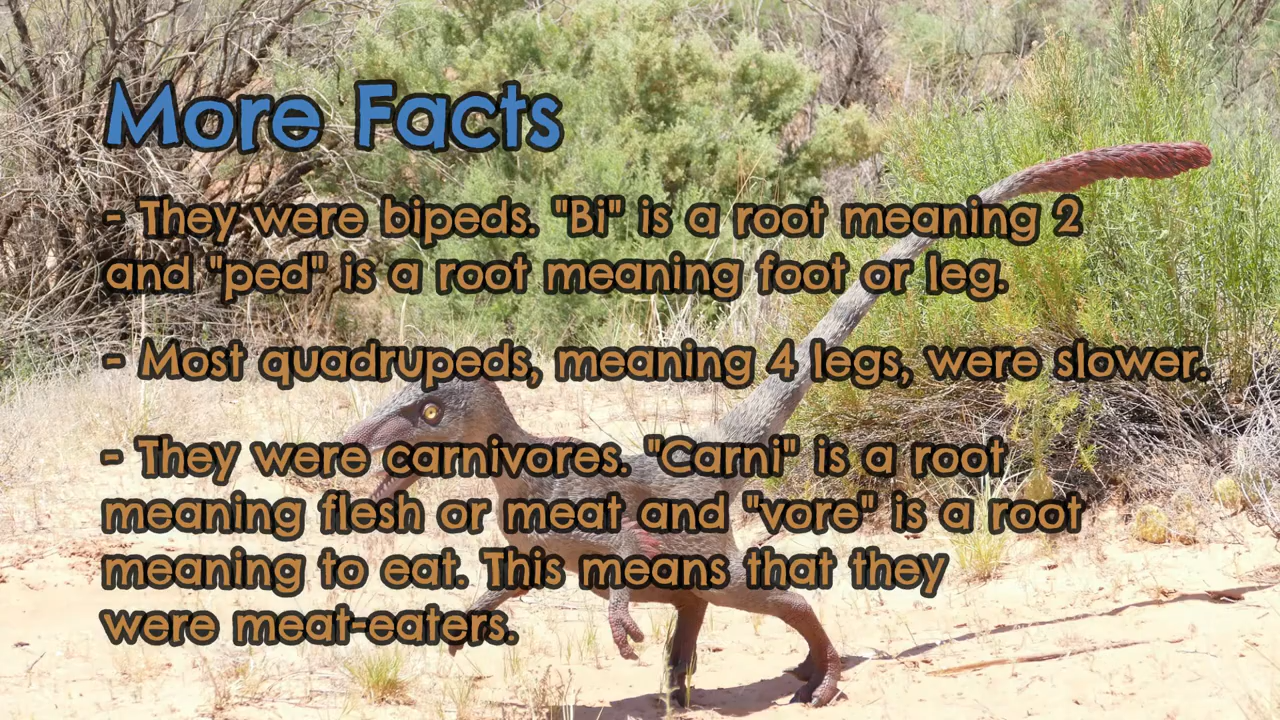 More Facts
- They were bipeds. "Bi" is a root meaning 2
and "ped" is a root meaning foot or leg.
- Most quadrupeds, meaning 4 legs, were slower.
- They were carnivores. "Carni" is a root
meaning flesh or meat and "vore" is a root
meaning to eat. This means that they
were meat-eaters.